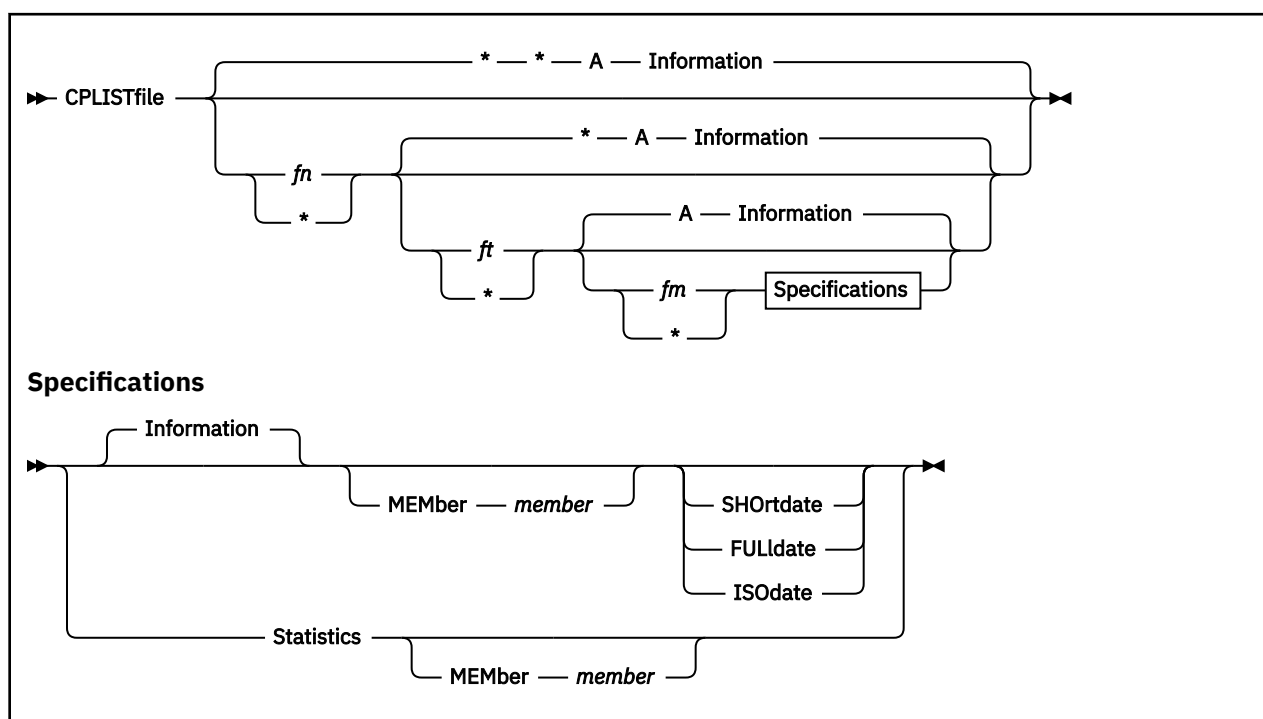 * * A Information
CPLISTfile
* A Information
fn
*
A Information
ft
*
fm Specifications
*
Specifications
Information
MEMber member SHOrtdate
FULldate
ISOdate
Statistics
MEMber member